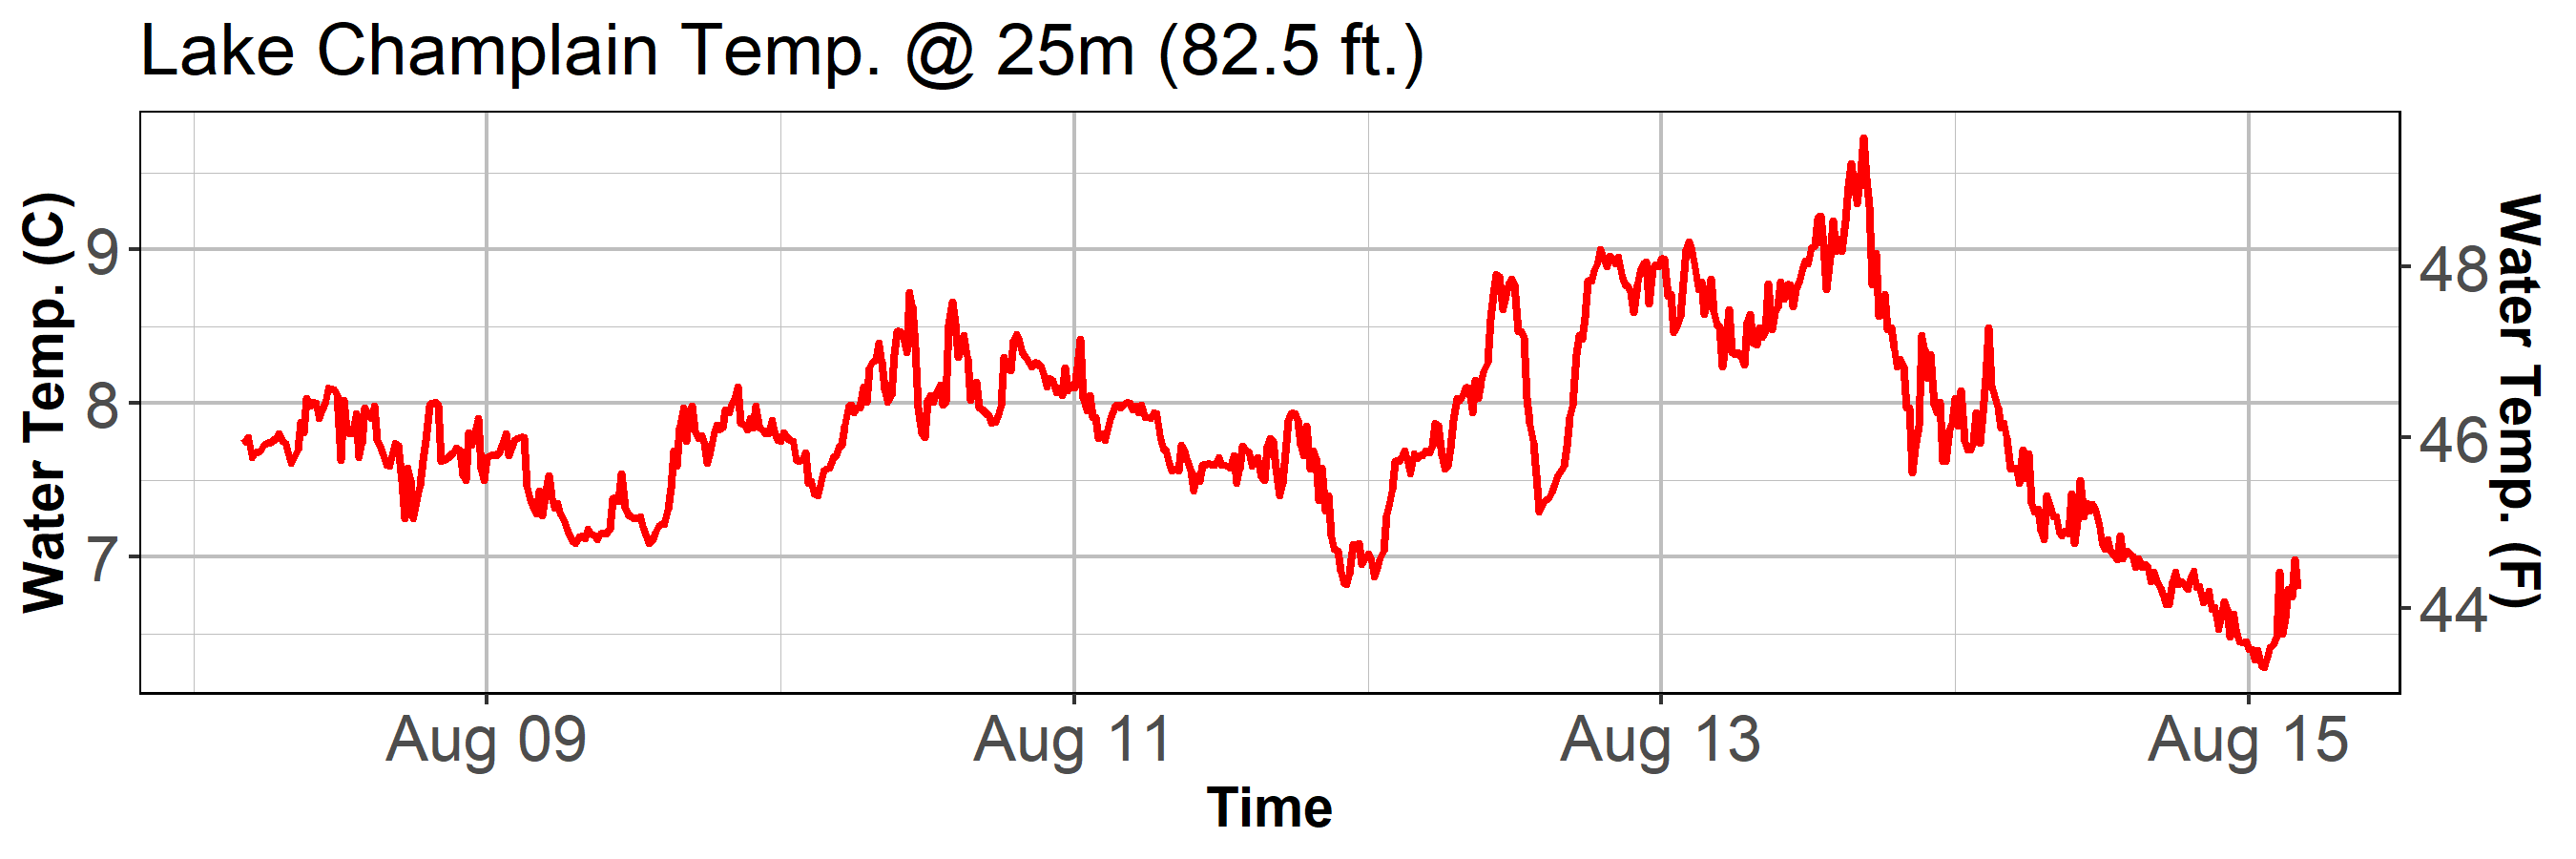 Lake Champlain Temp. @ 25m (82.5 ft.)
Water Temp. (C)
9
8
7
48
46
44
Water Temp. (F)
Aug 09
Aug 11
Aug 13
Aug 15
Time